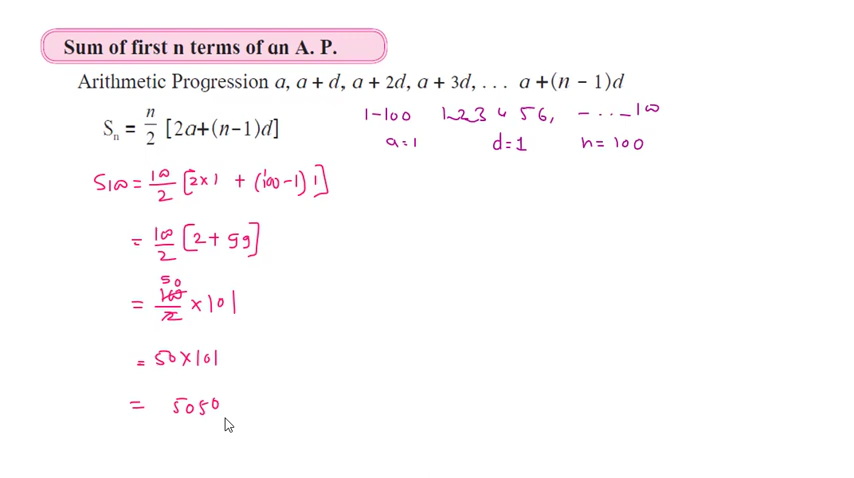 Sum of first n terms of an A. P.
Arithmetic Progression a, a + d, a + 2d, a + 3d, . . . a +(n - 1)d
1-100 1 2 3 4 5 6, - . . . - 100
Sₙ = n/2 [2a+(n-1)d]
a=1 d=1 n=100
S100 = 100/2 [2×1 + (100-1) 1]
= 100/2 [2 + 99]
50
= 100/2 × 101
= 50×101
= 5050